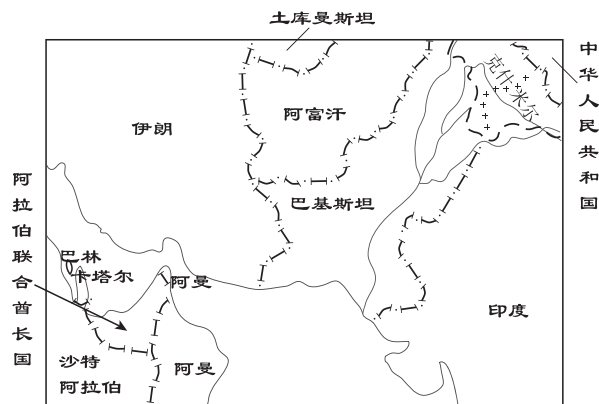 土库曼斯坦
中华人民共和国
克什米尔
阿富汗
伊朗
巴基斯坦
阿拉伯联合酋长国
巴林
卡塔尔
阿曼
印度
沙特
阿拉伯
阿曼